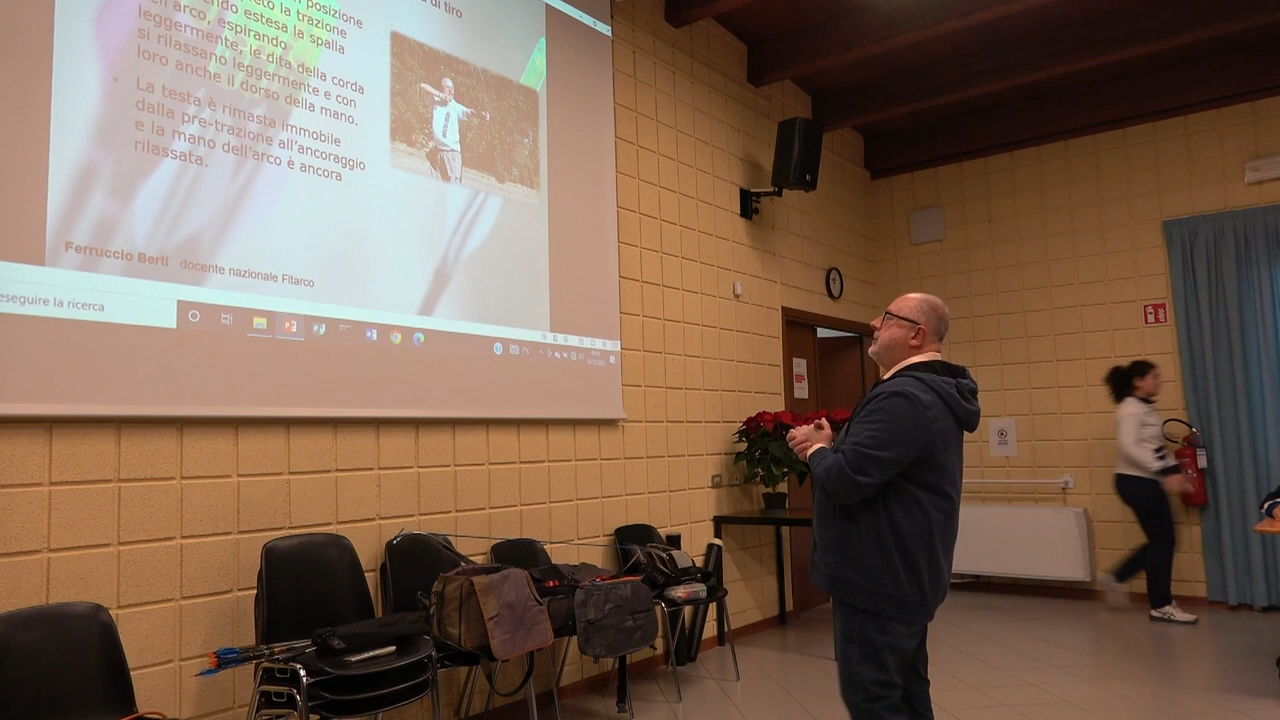 posizione
la trazione
estesa la spalla
espirando
leggermente, le dita della corda
si rilassano leggermente e con
loro anche il dorso della mano.
• La testa è rimasta immobile
dalla pre-trazione all'ancoraggio
e la mano dell'arco è ancora
rilassata.
di tiro
Ferruccio Berti docente nazionale Fitarco
eseguire la ricerca